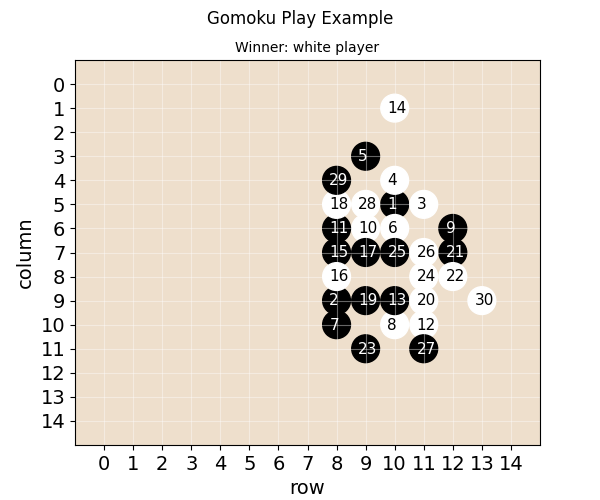 Gomoku Play Example
Winner: white player
0
1 14
2
3 5
4 29 4
5 18 28 1 3
6 11 10 6 9
column
7 15 17 25 26 21
8 16 24 22
9 2 19 13 20 30
10 7 8 12
11 23 27
12
13
14
0 1 2 3 4 5 6 7 8 9 10 11 12 13 14
row